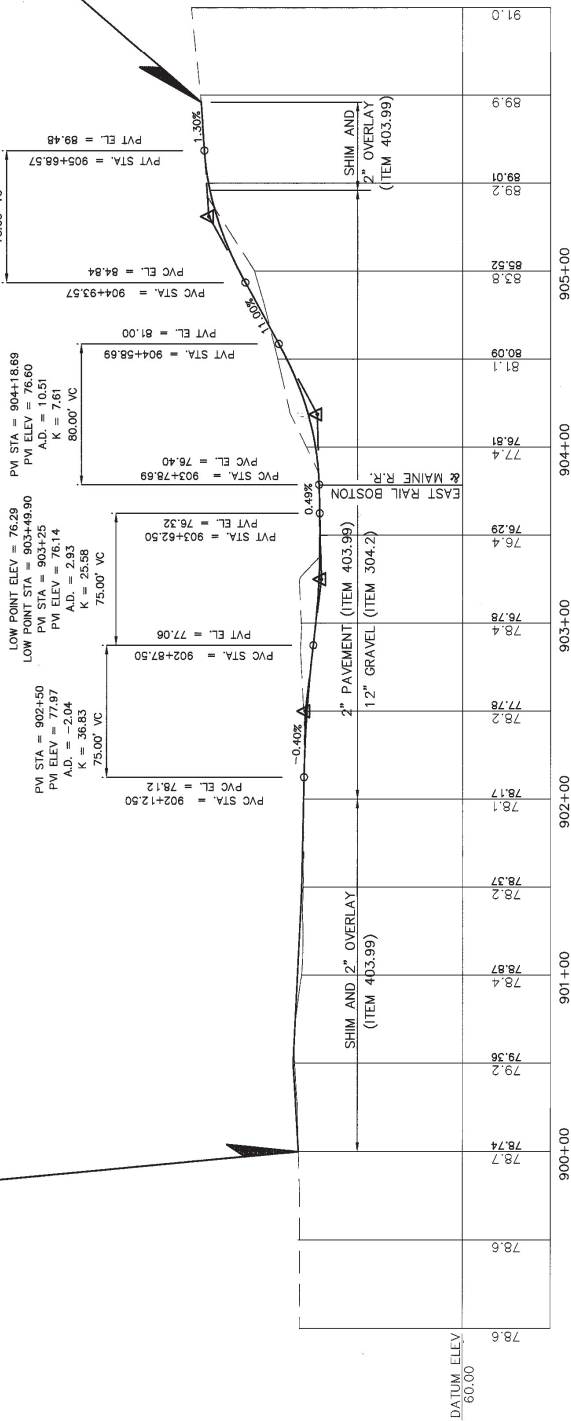 PVI STA = 902+50
PVI ELEV = 77.97
A.D. = -2.04
K = 36.83
75.00' VC
PVC STA. = 902+12.50
PVC EL. = 78.12
PVC STA. = 902+87.50
PVT EL. = 77.06
LOW POINT ELEV = 76.29
LOW POINT STA = 903+49.90
PVI STA = 903+25
PVI ELEV = 76.14
A.D. = 2.93
K = 25.58
75.00' VC
PVT STA. = 903+62.50
PVT EL. = 76.32
PVI STA = 904+18.69
PVI ELEV = 76.60
A.D. = 10.51
K = 7.61
80.00' VC
PVC STA. = 903+78.69
PVC EL. = 76.40
PVT STA. = 904+58.69
PVT EL. = 81.00
PVC STA. = 904+93.57
PVC EL. = 84.84
PVT STA. = 905+68.57
PVT EL. = 89.48
-0.40%
0.49%
11.00%
1.30%
EAST RAIL BOSTON
& MAINE R.R.
SHIM AND 2" OVERLAY
(ITEM 403.99)
2" PAVEMENT (ITEM 403.99)
12" GRAVEL (ITEM 304.2)
SHIM AND
2" OVERLAY
(ITEM 403.99)
DATUM ELEV
60.00
78.6
78.6
78.7
78.74
79.2
79.36
78.4
78.87
78.2
78.37
78.1
78.17
78.2
77.78
78.4
76.78
76.4
76.29
77.4
76.81
81.1
80.09
83.8
85.52
89.2
89.01
89.9
91.0
900+00
901+00
902+00
903+00
904+00
905+00